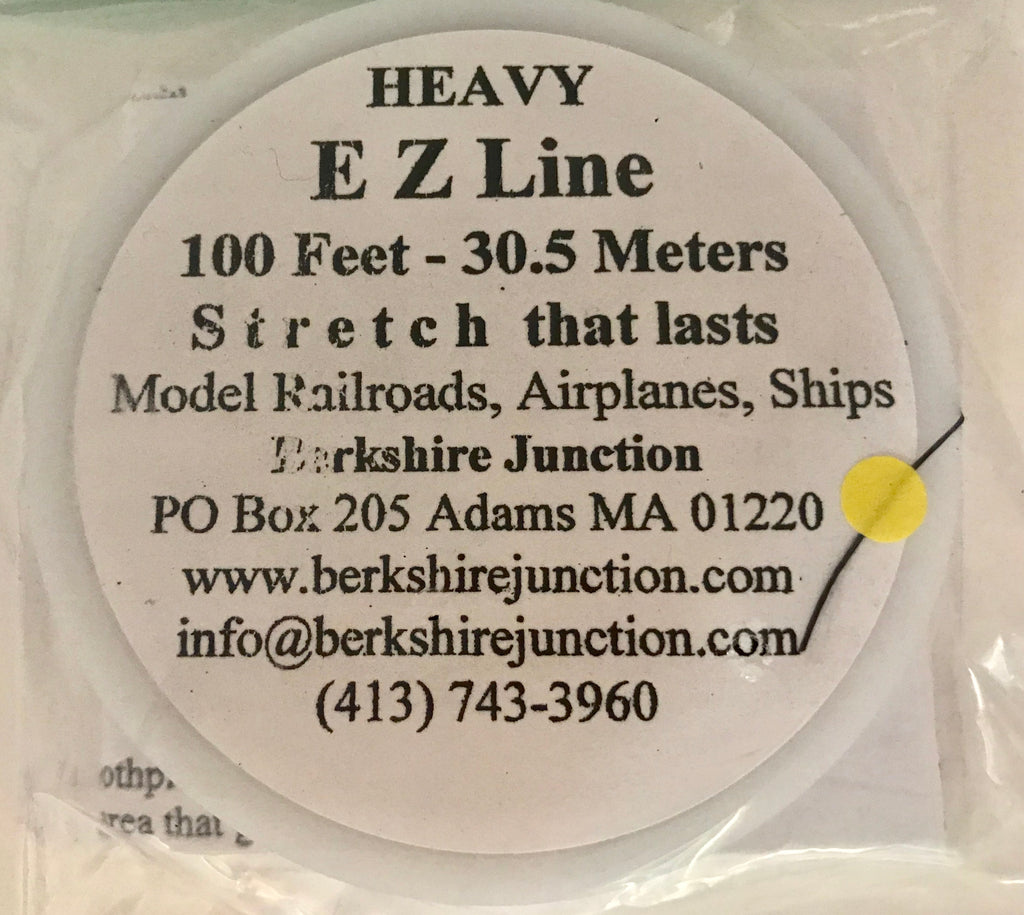 HEAVY
E Z Line
100 Feet - 30.5 Meters
Stretch that lasts
Model Railroads, Airplanes, Ships
Berkshire Junction
PO Box 205 Adams MA 01220
www.berkshirejunction.com
info@berkshirejunction.com
(413) 743-3960
that